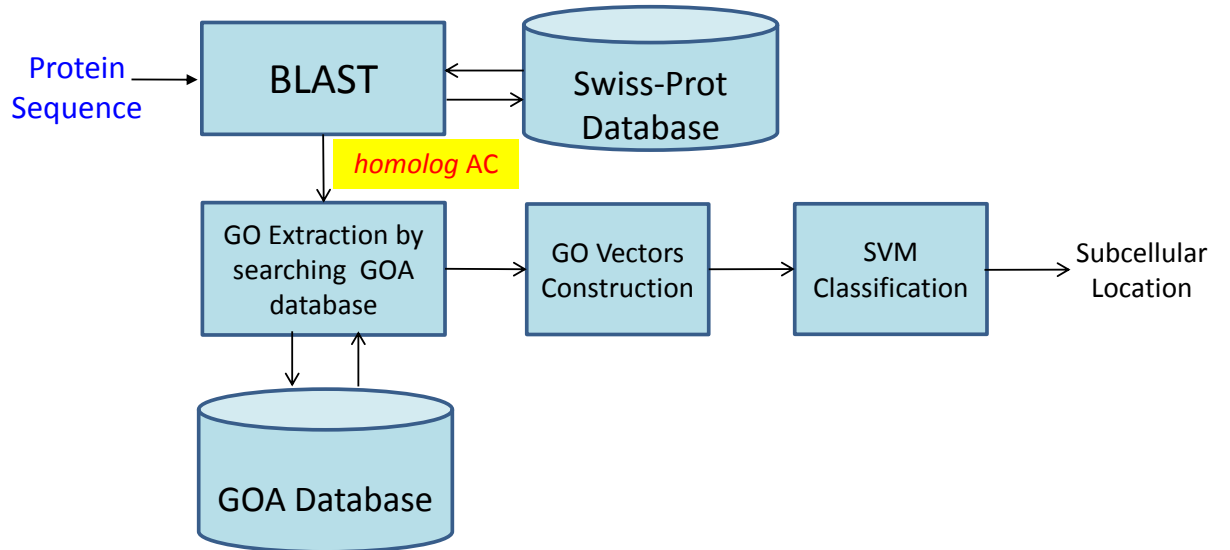 Protein
Sequence
BLAST
Swiss-Prot
Database
homolog AC
GO Extraction by
searching GOA
database
GO Vectors
Construction
SVM
Classification
Subcellular
Location
GOA Database